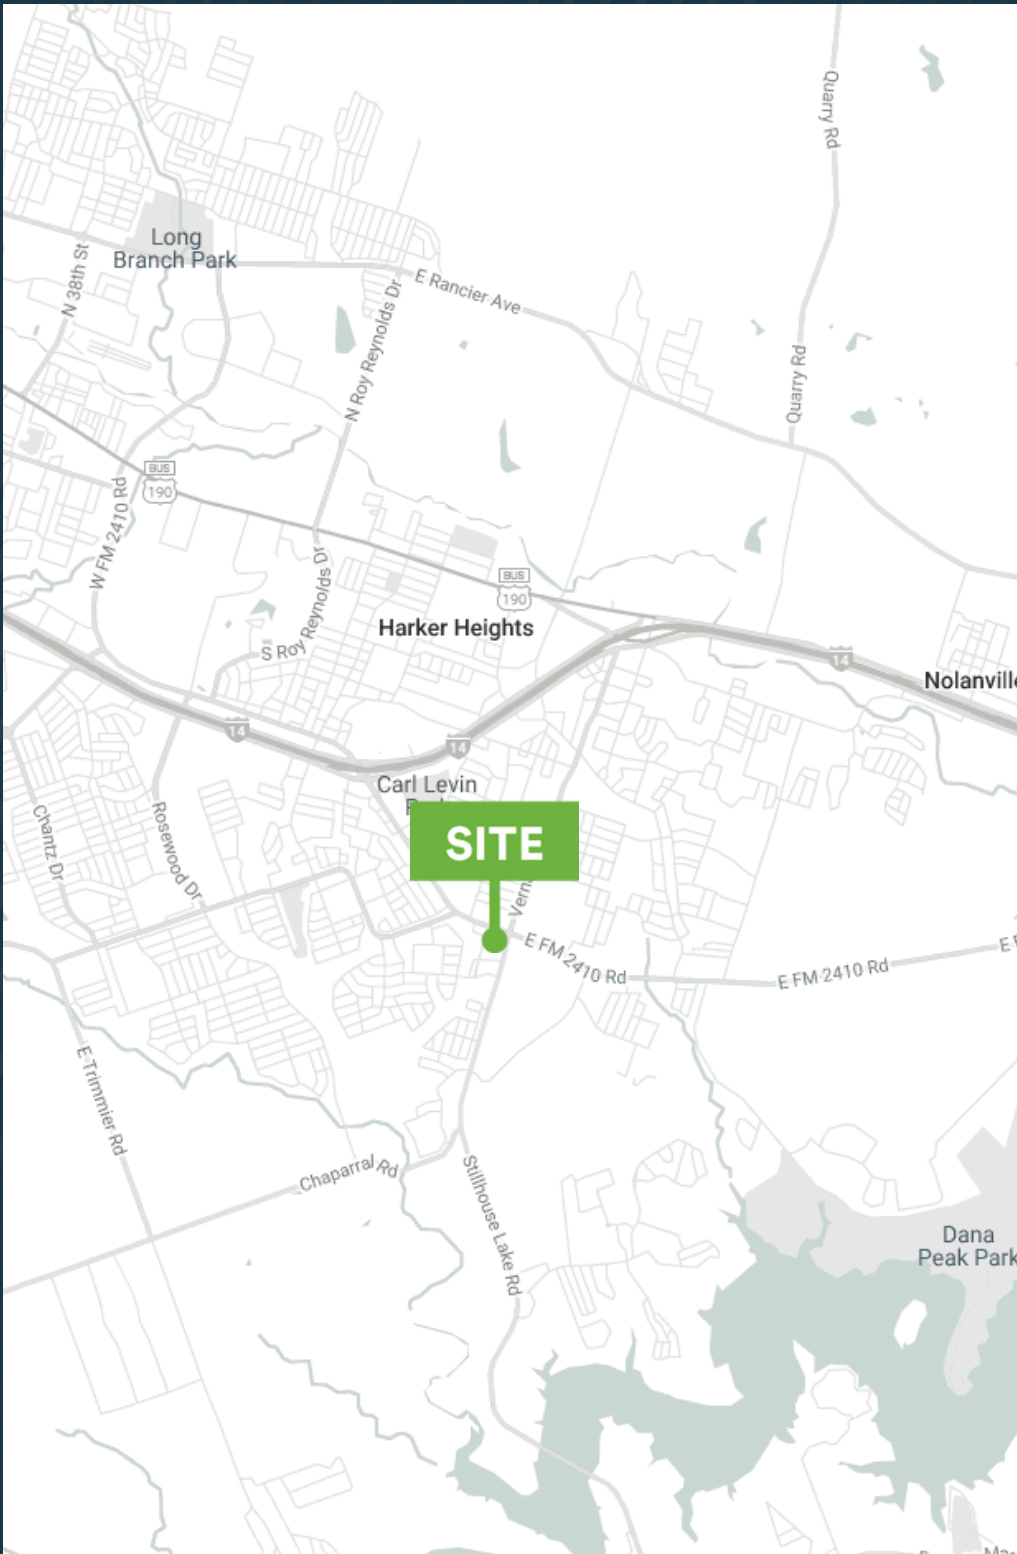 Quarry Rd
Long
Branch Park
N 38th St
E Rancier Ave
N Roy Reynolds Dr
Quarry Rd
BUS
190
W FM 2410 Rd
S Roy Reynolds Dr
BUS
190
Harker Heights
14
Nolanville
14
14
Carl Levin
Chantz Dr
Rosewood Dr
SITE
E FM 2410 Rd
E FM 2410 Rd
E
E Trimmier Rd
Chaparral Rd
Stillhouse Lake Rd
Dana
Peak Park